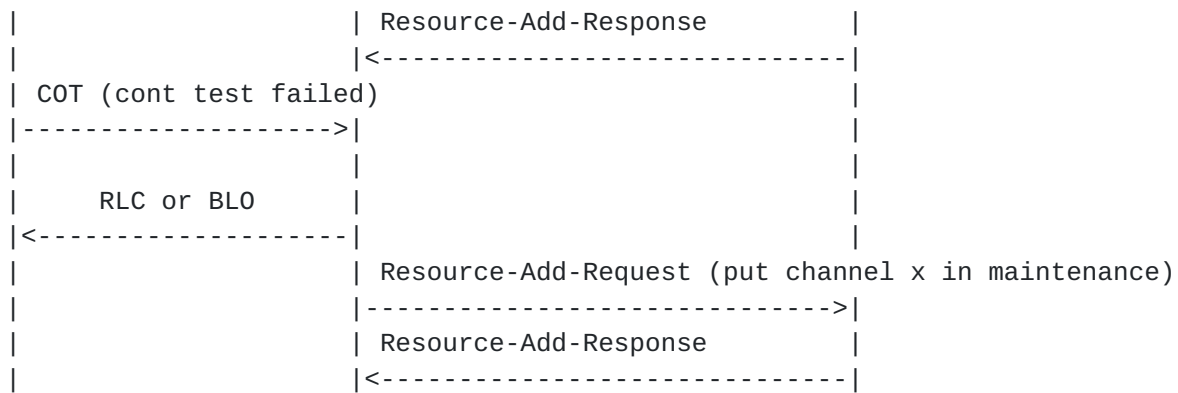 |                     | Resource-Add-Response         |
|                     |<------------------------------|
| COT (cont test failed)                              |
|-------------------->|                               |
|                     |                               |
|     RLC or BLO      |                               |
|<--------------------|                               |
|                     | Resource-Add-Request (put channel x in maintenance)
|                     |------------------------------>|
|                     | Resource-Add-Response         |
|                     |<------------------------------|